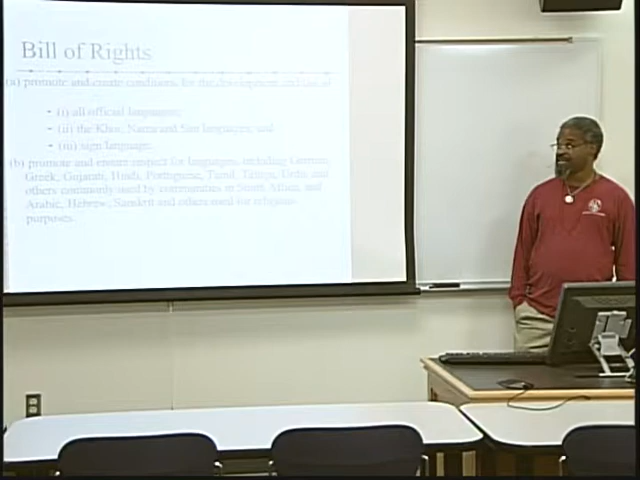 Bill of Rights
(a) promote and create conditions for the development and use of
- (i) all official languages;
- (ii) the Khoi, Nama and San languages; and
- (iii) sign language.
(b) promote and ensure respect for languages, including German,
Greek, Gujarati, Hindi, Portuguese, Tamil, Telegu, Urdu and
others commonly used by communities in South Africa, and
Arabic, Hebrew, Sanskrit and others used for religious
purposes.